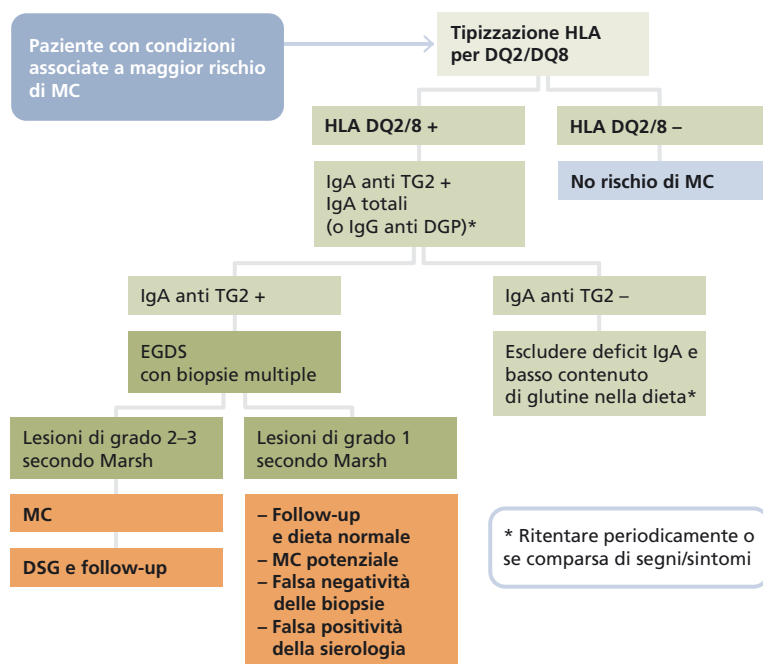 Paziente con condizioni
associate a maggior rischio
di MC
Tipizzazione HLA
per DQ2/DQ8
HLA DQ2/8 +
HLA DQ2/8 –
IgA anti TG2 +
IgA totali
(o IgG anti DGP)*
No rischio di MC
IgA anti TG2 +
IgA anti TG2 –
EGDS
con biopsie multiple
Escludere deficit IgA e
basso contenuto
di glutine nella dieta*
Lesioni di grado 2–3
secondo Marsh
Lesioni di grado 1
secondo Marsh
MC
DSG e follow-up
– Follow-up
e dieta normale
– MC potenziale
– Falsa negatività
delle biopsie
– Falsa positività
della sierologia
* Ritentare periodicamente o
se comparsa di segni/sintomi